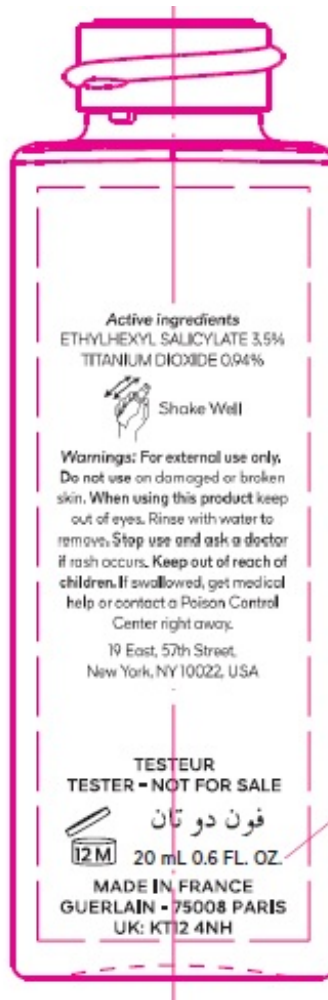 Active ingredients
ETHYLHEXYL SALICYLATE 3,5%
TITANIUM DIOXIDE 0.94%
Shake Well
Warnings: For external use only.
Do not use on damaged or broken
skin. When using this product keep
out of eyes. Rinse with water to
remove. Stop use and ask a doctor
if rash occurs. Keep out of reach of
children. If swallowed, get medical
help or contact a Poison Control
Center right away.
19 East, 57th Street,
New York, NY 10022, USA
TESTEUR
TESTER - NOT FOR SALE
فون دو تان
12 M
20 mL 0.6 FL. OZ.
MADE IN FRANCE
GUERLAIN - 75008 PARIS
UK: KT12 4NH